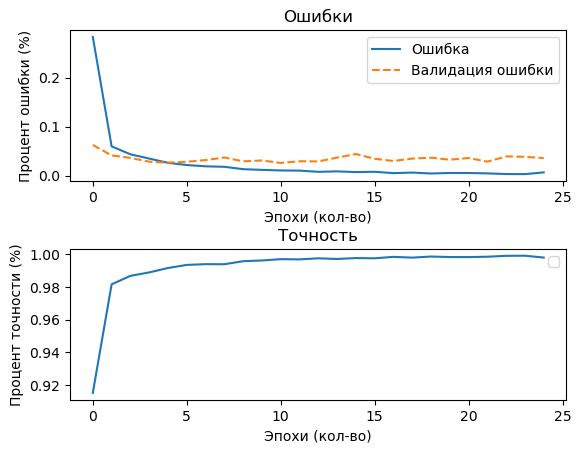 Ошибки
Процент ошибки (%)
0.2
0.1
0.0
Ошибка
Валидация ошибки
0 5 10 15 20 25
Эпохи (кол-во)
Точность
Процент точности (%)
1.00
0.98
0.96
0.94
0.92
0 5 10 15 20 25
Эпохи (кол-во)